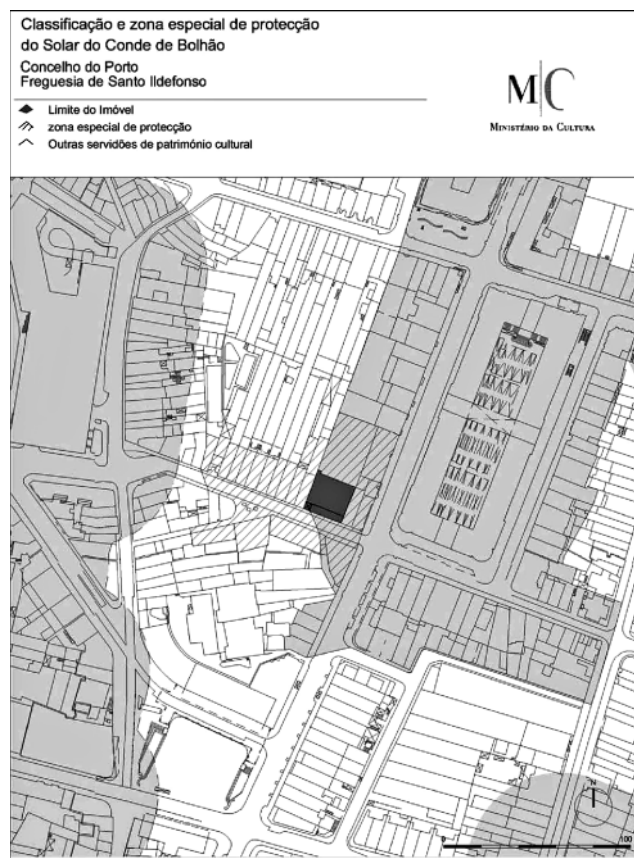 Classificação e zona especial de protecção
do Solar do Conde de Bolhão
Concelho do Porto
Freguesia de Santo Ildefonso
Limite do Imóvel
zona especial de protecção
Outras servidões de património cultural
MC
MINISTÉRIO DA CULTURA
N
0 100